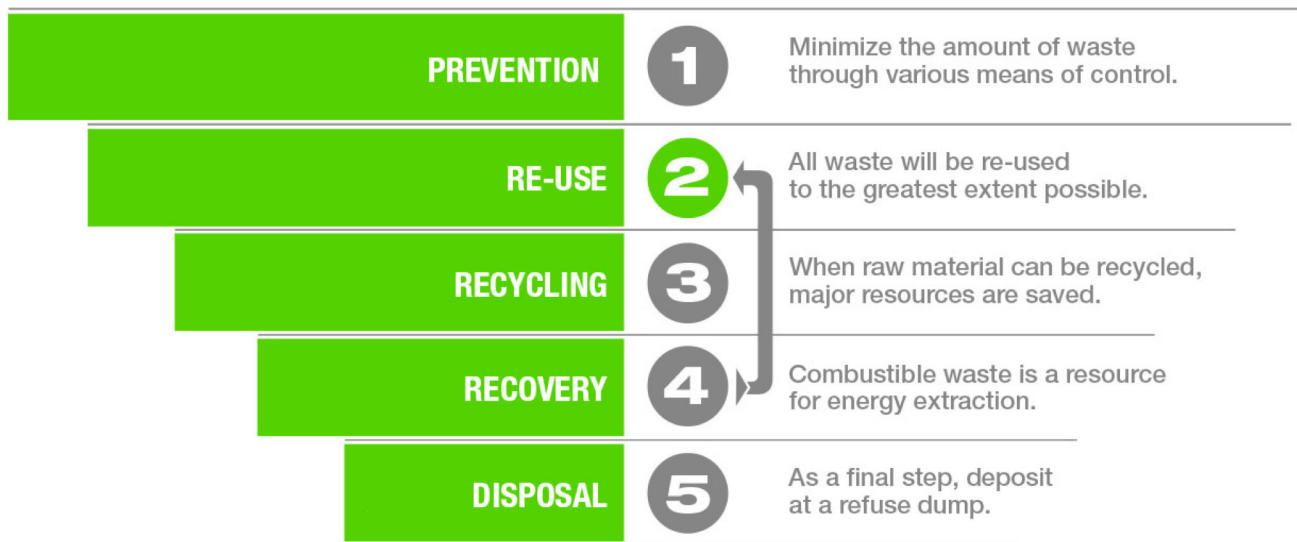 PREVENTION
1
Minimize the amount of waste
through various means of control.
RE-USE
2
All waste will be re-used
to the greatest extent possible.
RECYCLING
3
When raw material can be recycled,
major resources are saved.
RECOVERY
4
Combustible waste is a resource
for energy extraction.
DISPOSAL
5
As a final step, deposit
at a refuse dump.